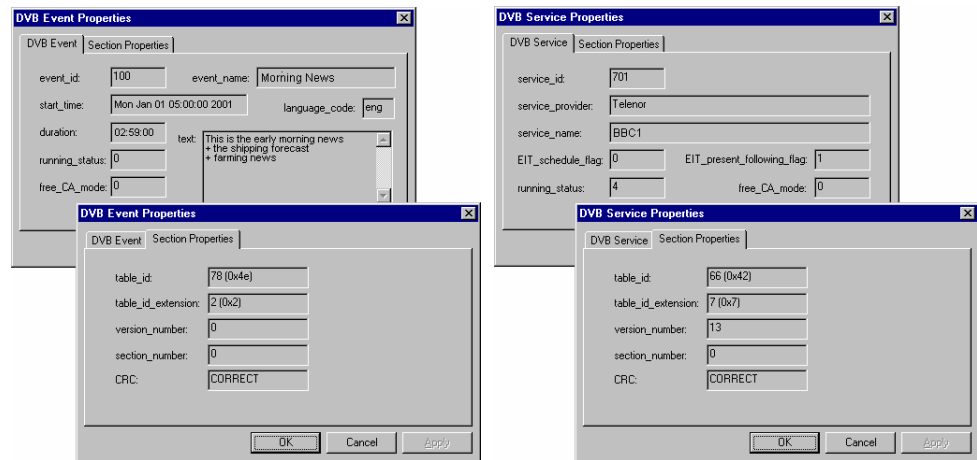 DVB Event Properties
DVB Event Section Properties
event_id: 100 event_name: Morning News
start_time: Mon Jan 01 05:00:00 2001 language_code: eng
duration: 02:59:00 text: This is the early morning news
+ the shipping forecast
running_status: 0 + farming news
free_CA_mode: 0
DVB Event Properties
DVB Event Section Properties
table_id: 78 (0x4e)
table_id_extension: 2 (0x2)
version_number: 0
section_number: 0
CRC: CORRECT
OK Cancel Apply
DVB Service Properties
DVB Service Section Properties
service_id: 701
service_provider: Telenor
service_name: BBC1
EIT_schedule_flag: 0 EIT_present_following_flag: 1
running_status: 4 free_CA_mode: 0
DVB Service Properties
DVB Service Section Properties
table_id: 66 (0x42)
table_id_extension: 7 (0x7)
version_number: 13
section_number: 0
CRC: CORRECT
OK Cancel Apply